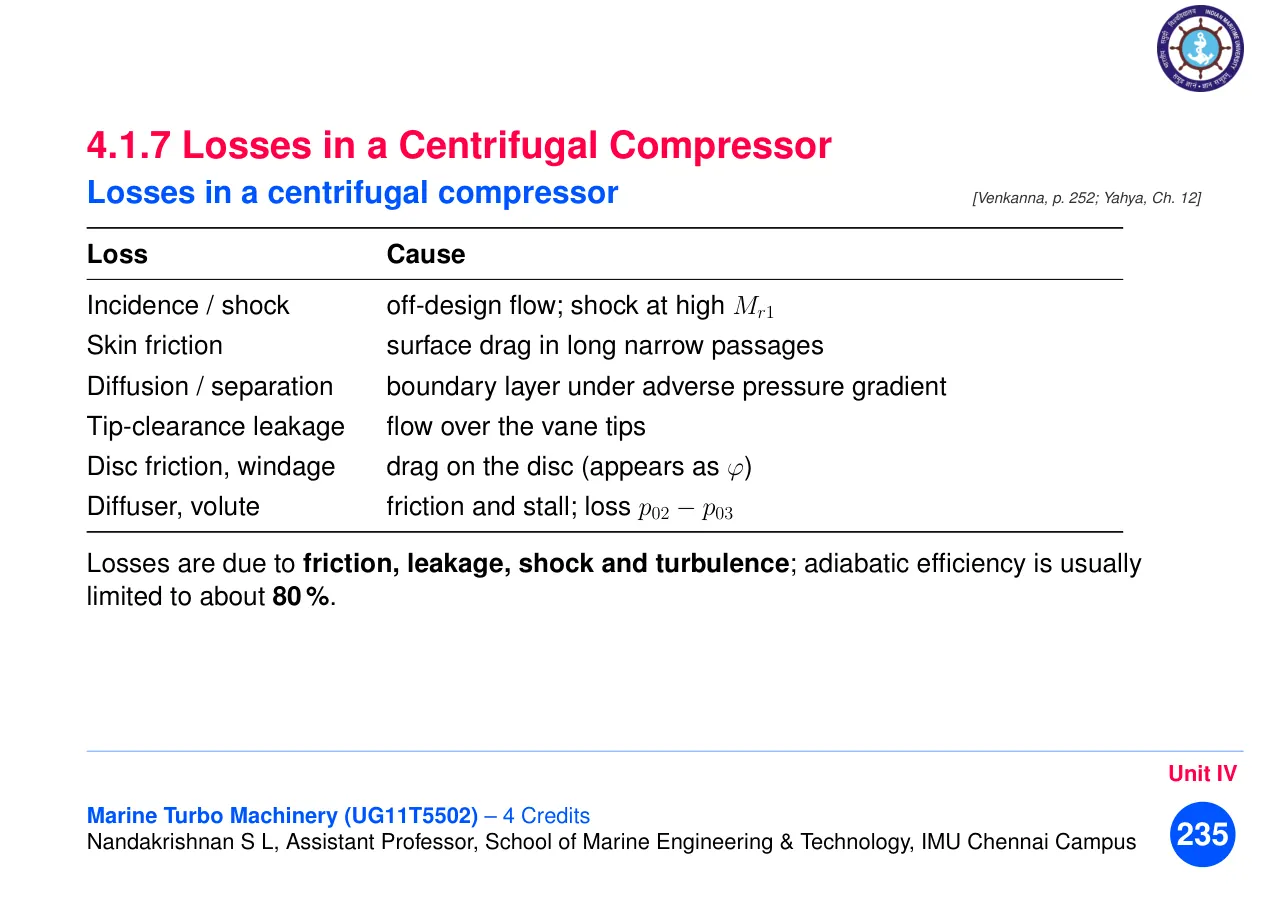 INDIAN MARITIME UNIVERSITY
4.1.7 Losses in a Centrifugal Compressor
Losses in a centrifugal compressor [Venkanna, p. 252; Yahya, Ch. 12]
Loss Cause
Incidence / shock off-design flow; shock at high M_{r1}
Skin friction surface drag in long narrow passages
Diffusion / separation boundary layer under adverse pressure gradient
Tip-clearance leakage flow over the vane tips
Disc friction, windage drag on the disc (appears as φ)
Diffuser, volute friction and stall; loss p_{02} − p_{03}
Losses are due to friction, leakage, shock and turbulence; adiabatic efficiency is usually
limited to about 80 %.
Unit IV
Marine Turbo Machinery (UG11T5502) – 4 Credits
Nandakrishnan S L, Assistant Professor, School of Marine Engineering & Technology, IMU Chennai Campus
235